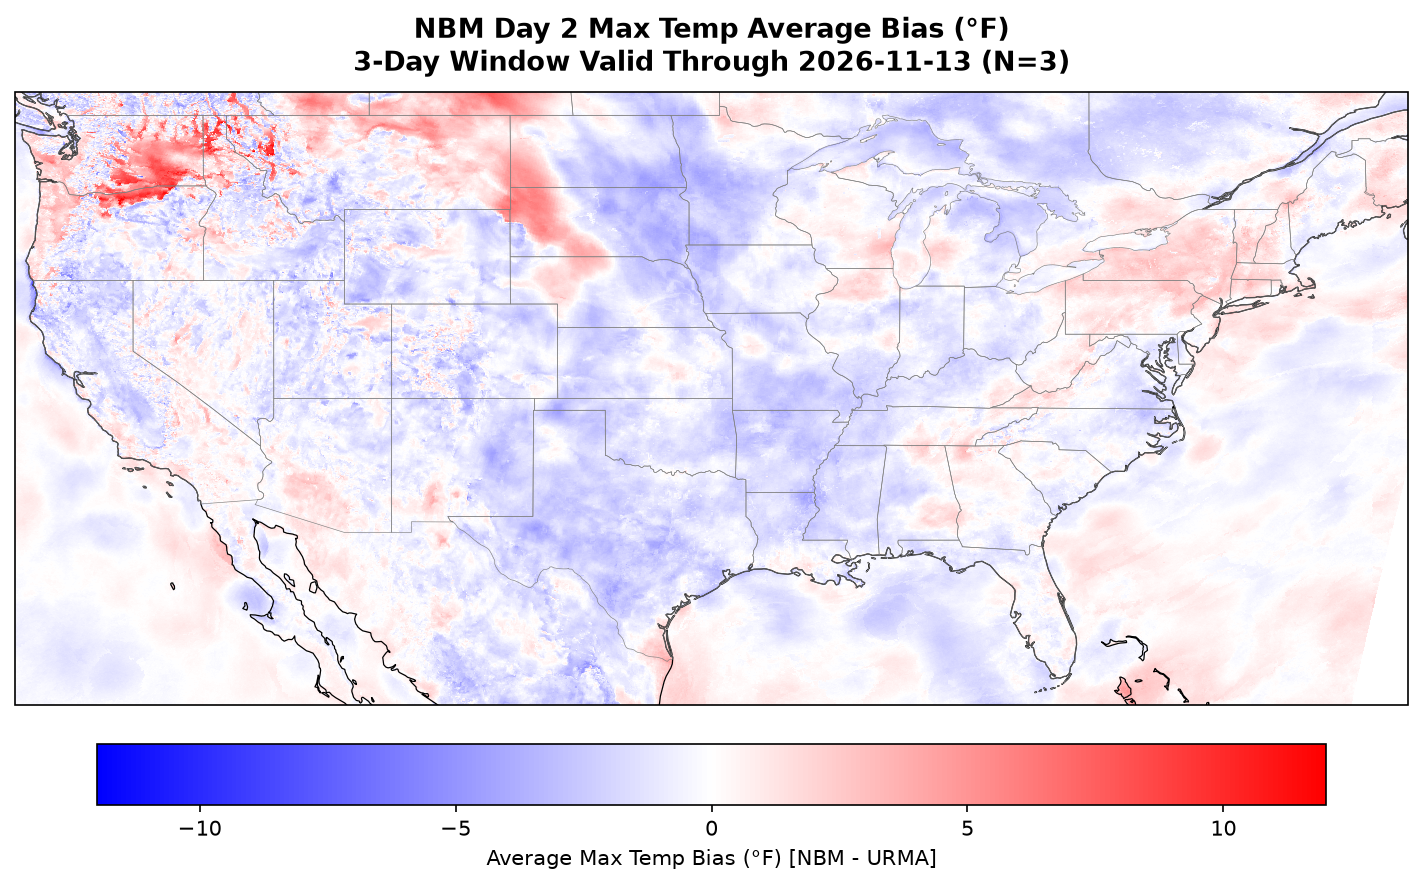 NBM Day 2 Max Temp Average Bias (°F)
3-Day Window Valid Through 2026-11-13 (N=3)
−10 −5 0 5 10
Average Max Temp Bias (°F) [NBM - URMA]